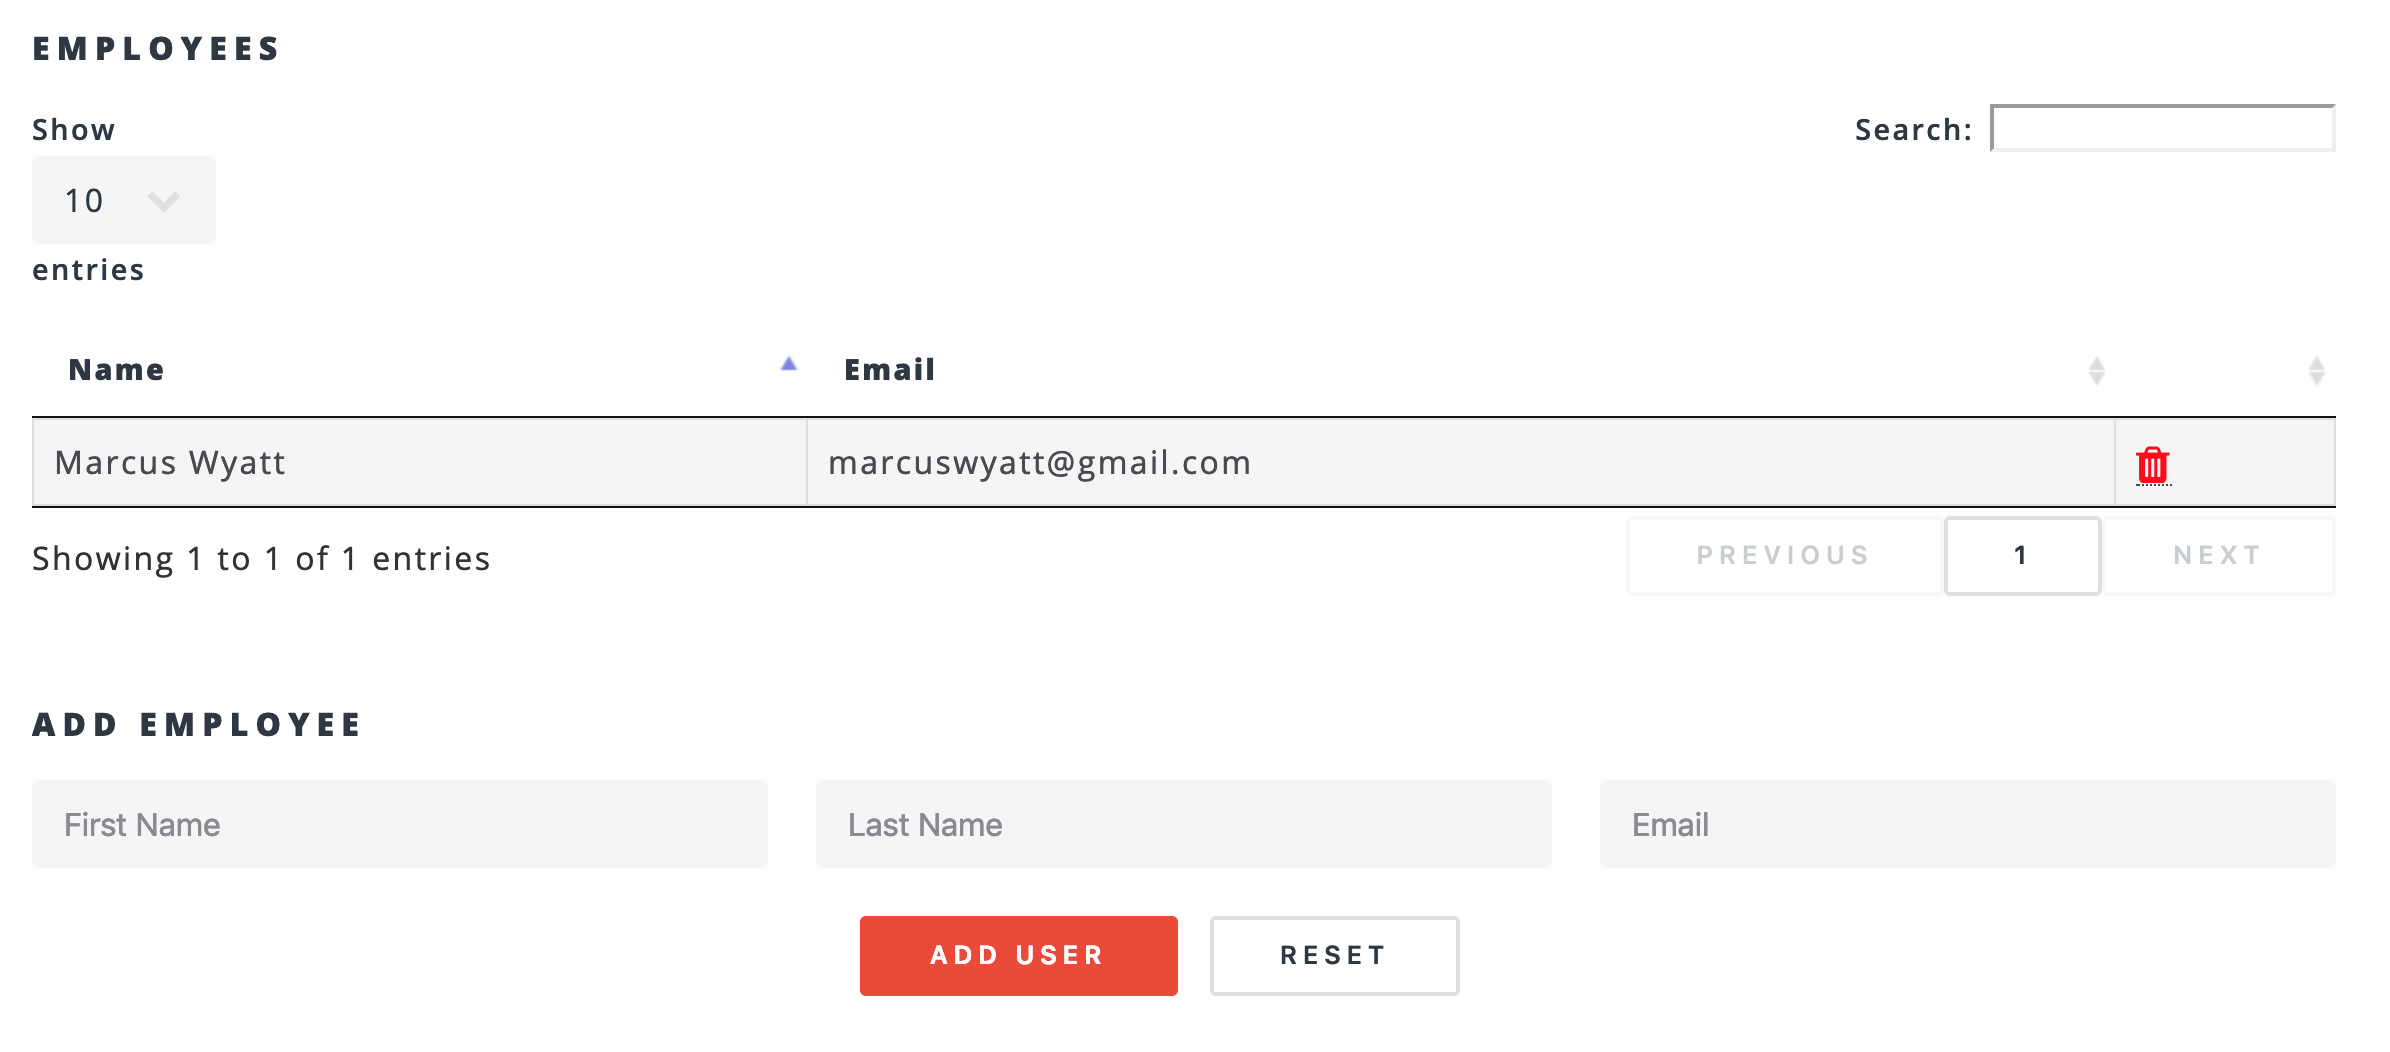 EMPLOYEES
Show
Search:
10
entries
Name
Email
Marcus Wyatt
marcuswyatt@gmail.com
Showing 1 to 1 of 1 entries
PREVIOUS
1
NEXT
ADD EMPLOYEE
First Name
Last Name
Email
ADD USER
RESET